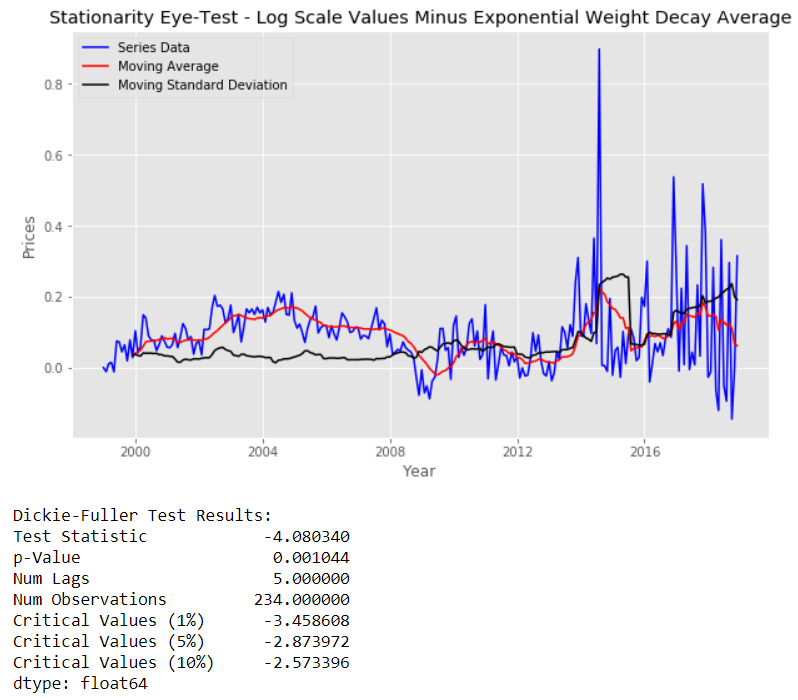 Stationarity Eye-Test - Log Scale Values Minus Exponential Weight Decay Average
Series Data
Moving Average
Moving Standard Deviation
0.8
0.6
0.4
0.2
0.0
Prices
2000 2004 2008 2012 2016
Year
Dickie-Fuller Test Results:
Test Statistic -4.080340
p-Value 0.001044
Num Lags 5.000000
Num Observations 234.000000
Critical Values (1%) -3.458608
Critical Values (5%) -2.873972
Critical Values (10%) -2.573396
dtype: float64